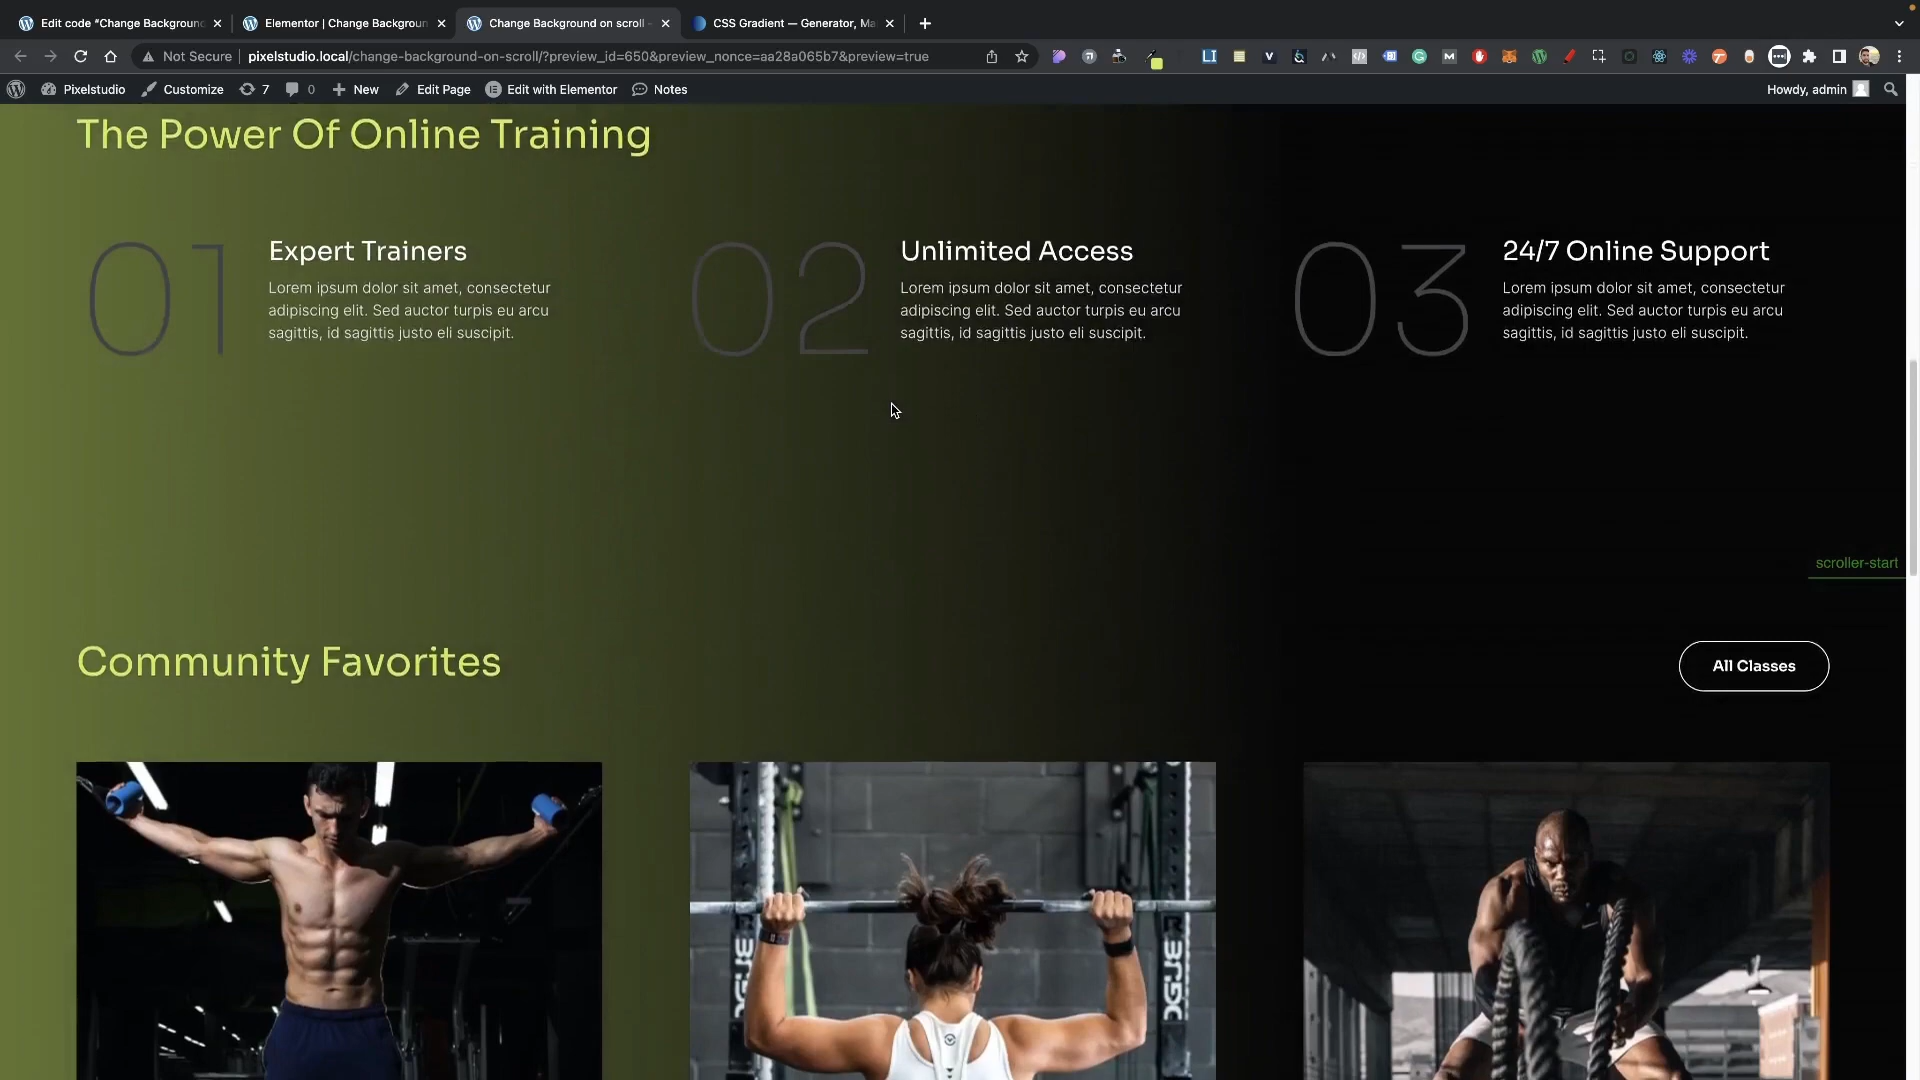 Edit code "Change Background
Elementor | Change Backgroun
Change Background on scroll –
CSS Gradient — Generator, Ma
Not Secure
pixelstudio.local/change-background-on-scroll/?preview_id=650&preview_nonce=aa28a065b7&preview=true
Pixelstudio
Customize
7
0
New
Edit Page
Edit with Elementor
Notes
Howdy, admin
The Power Of Online Training
01
Expert Trainers
Lorem ipsum dolor sit amet, consectetur
adipiscing elit. Sed auctor turpis eu arcu
sagittis, id sagittis justo eli suscipit.
02
Unlimited Access
Lorem ipsum dolor sit amet, consectetur
adipiscing elit. Sed auctor turpis eu arcu
sagittis, id sagittis justo eli suscipit.
03
24/7 Online Support
Lorem ipsum dolor sit amet, consectetur
adipiscing elit. Sed auctor turpis eu arcu
sagittis, id sagittis justo eli suscipit.
scroller-start
Community Favorites
All Classes